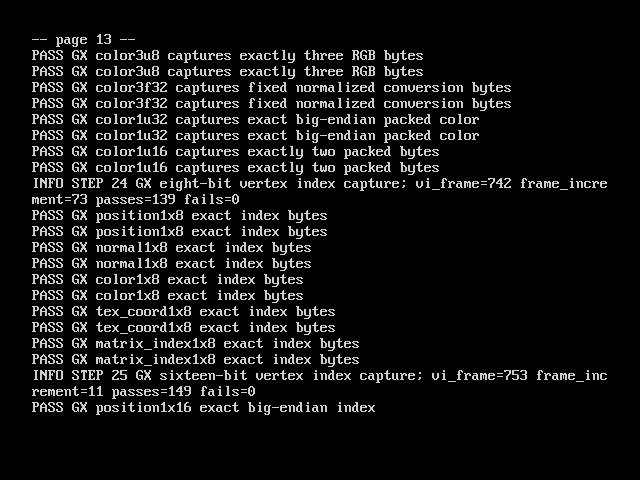 -- page 13 --
PASS GX color3u8 captures exactly three RGB bytes
PASS GX color3u8 captures exactly three RGB bytes
PASS GX color3f32 captures fixed normalized conversion bytes
PASS GX color3f32 captures fixed normalized conversion bytes
PASS GX color1u32 captures exact big-endian packed color
PASS GX color1u32 captures exact big-endian packed color
PASS GX color1u16 captures exactly two packed bytes
PASS GX color1u16 captures exactly two packed bytes
INFO STEP 24 GX eight-bit vertex index capture; vi_frame=742 frame_incre
ment=73 passes=139 fails=0
PASS GX position1x8 exact index bytes
PASS GX position1x8 exact index bytes
PASS GX normal1x8 exact index bytes
PASS GX normal1x8 exact index bytes
PASS GX color1x8 exact index bytes
PASS GX color1x8 exact index bytes
PASS GX tex_coord1x8 exact index bytes
PASS GX tex_coord1x8 exact index bytes
PASS GX matrix_index1x8 exact index bytes
PASS GX matrix_index1x8 exact index bytes
INFO STEP 25 GX sixteen-bit vertex index capture; vi_frame=753 frame_inc
rement=11 passes=149 fails=0
PASS GX position1x16 exact big-endian index